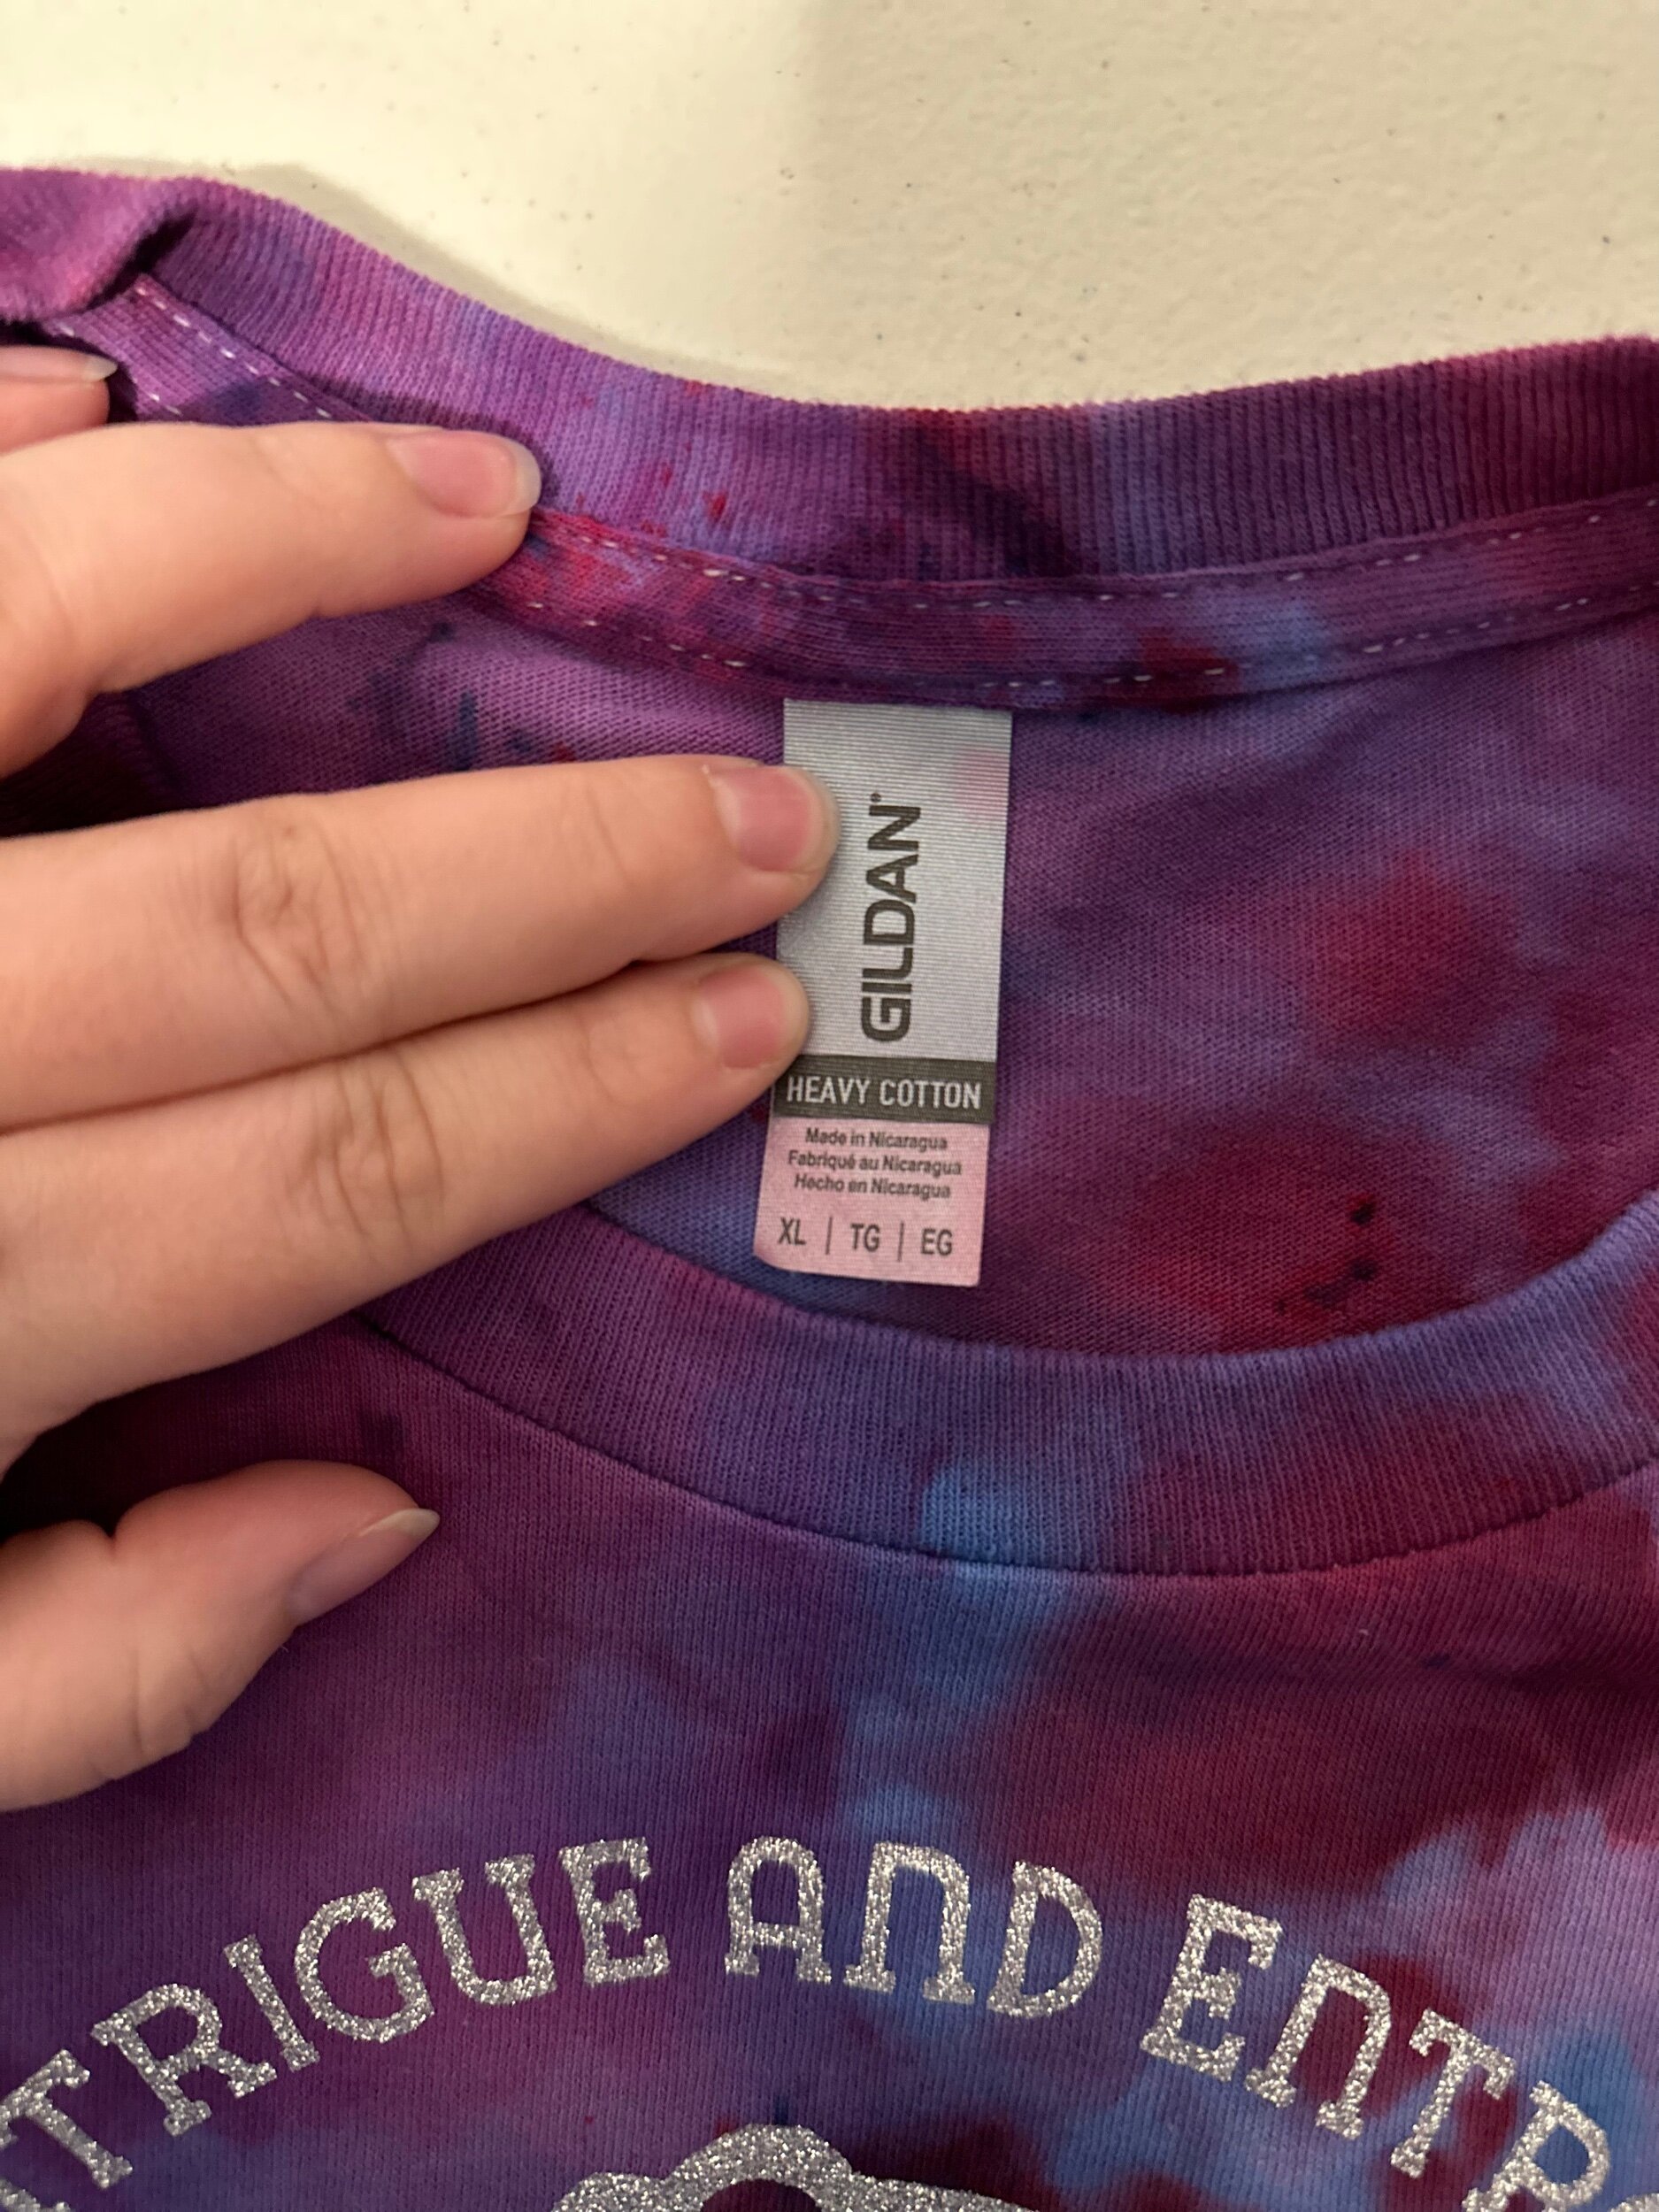 GILDAN®
HEAVY COTTON
Made in Nicaragua
Fabriqué au Nicaragua
Hecho en Nicaragua
XL | TG | EG
TRIGUE AND ENTR